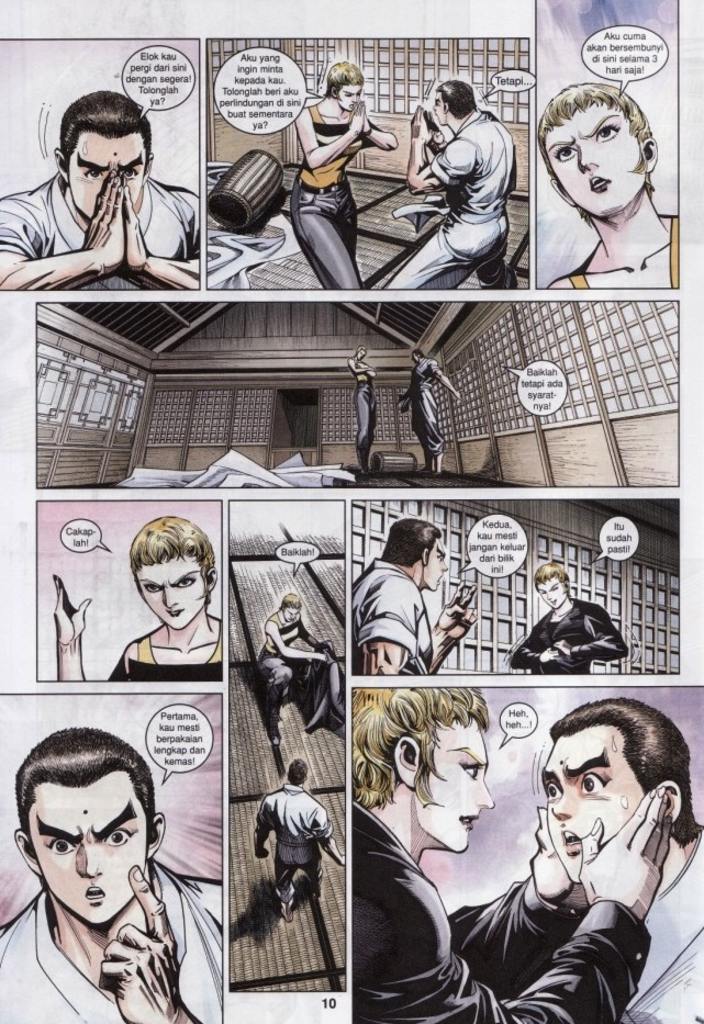 Elok kau
pergi dari sini
dengan segera!
Tolonglah
ya?
Aku yang
ingin minta
kepada kau.
Tolonglah beri aku
perlindungan di sini
buat sementara
ya?
Tetapi...
Aku cuma
akan bersembunyi
di sini selama 3
hari saja!
Baiklah
tetapi ada
syarat-
nya!
Cakap-
lah!
Pertama,
kau mesti
berpakaian
lengkap dan
kemas!
Baiklah!
Kedua,
kau mesti
jangan keluar
dari bilik
ini!
Itu
sudah
pasti!
Heh,
heh...!
10